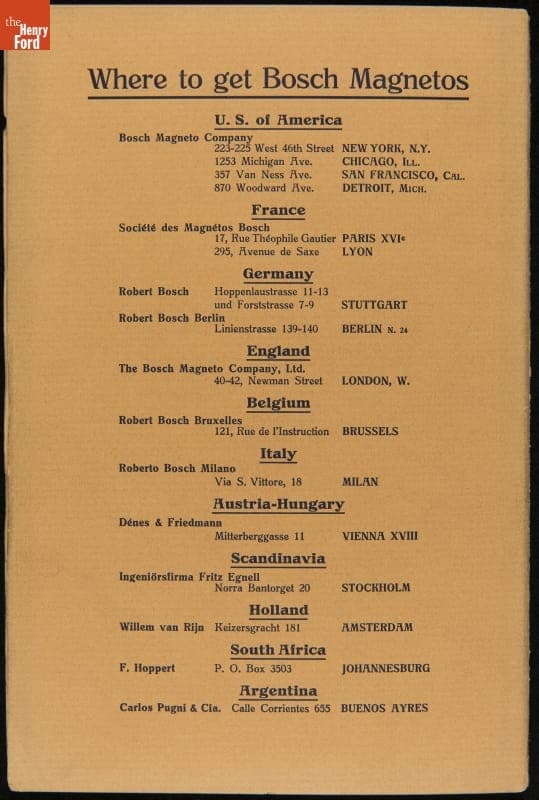 the
Henry
Ford
Where to get Bosch Magnetos
U. S. of America
Bosch Magneto Company
223-225 West 46th Street NEW YORK, N.Y.
1253 Michigan Ave. CHICAGO, ILL.
357 Van Ness Ave. SAN FRANCISCO, CAL.
870 Woodward Ave. DETROIT, MICH.
France
Société des Magnétos Bosch
17, Rue Théophile Gautier PARIS XVIe
295, Avenue de Saxe LYON
Germany
Robert Bosch Hoppenlaustrasse 11-13
und Forststrasse 7-9 STUTTGART
Robert Bosch Berlin
Linienstrasse 139-140 BERLIN N. 24
England
The Bosch Magneto Company, Ltd.
40-42, Newman Street LONDON, W.
Belgium
Robert Bosch Bruxelles
121, Rue de l'Instruction BRUSSELS
Italy
Roberto Bosch Milano
Via S. Vittore, 18 MILAN
Austria-Hungary
Dénes & Friedmann
Mitterberggasse 11 VIENNA XVIII
Scandinavia
Ingeniörsfirma Fritz Egnell
Norra Bantorget 20 STOCKHOLM
Holland
Willem van Rijn Keizersgracht 181 AMSTERDAM
South Africa
F. Hoppert P. O. Box 3503 JOHANNESBURG
Argentina
Carlos Pugni & Cia. Calle Corrientes 655 BUENOS AYRES